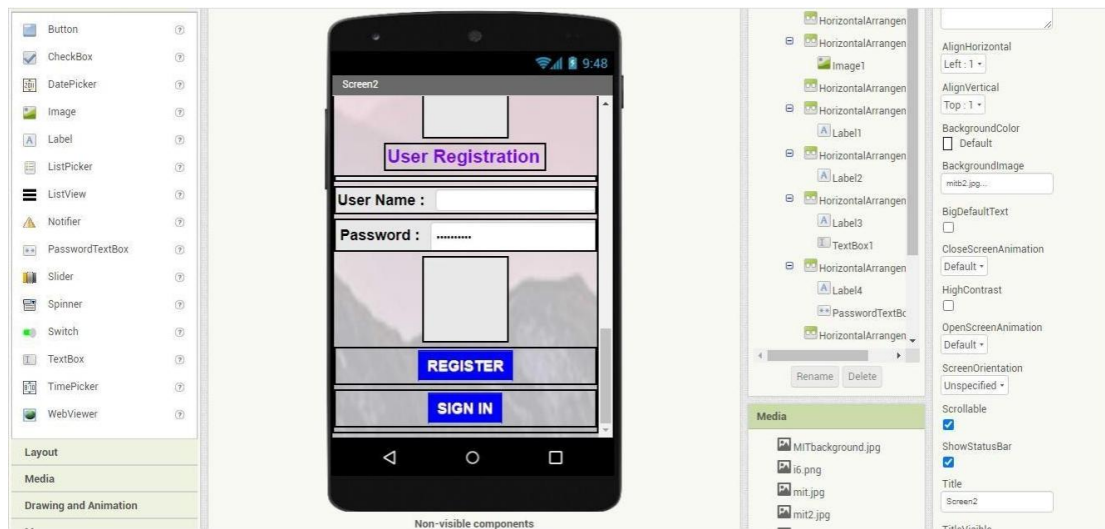 Button
CheckBox
DatePicker
Image
Label
ListPicker
ListView
Notifier
PasswordTextBox
Slider
Spinner
Switch
TextBox
TimePicker
WebViewer
Layout
Media
Drawing and Animation
9:48
Screen2
User Registration
User Name :
Password :
REGISTER
SIGN IN
Non-visible components
HorizontalArrangen
HorizontalArrangen
Image1
HorizontalArrangen
HorizontalArrangen
Label1
HorizontalArrangen
Label2
HorizontalArrangen
Label3
TextBox1
HorizontalArrangen
Label4
PasswordTextBc
HorizontalArrangen
Rename Delete
Media
MITbackground.jpg
i6.png
mit.jpg
mit2.jpg
AlignHorizontal
Left : 1
AlignVertical
Top : 1
BackgroundColor
Default
BackgroundImage
mitb2.jpg...
BigDefaultText
CloseScreenAnimation
Default
HighContrast
OpenScreenAnimation
Default
ScreenOrientation
Unspecified
Scrollable
ShowStatusBar
Title
Screen2
TitleVisible